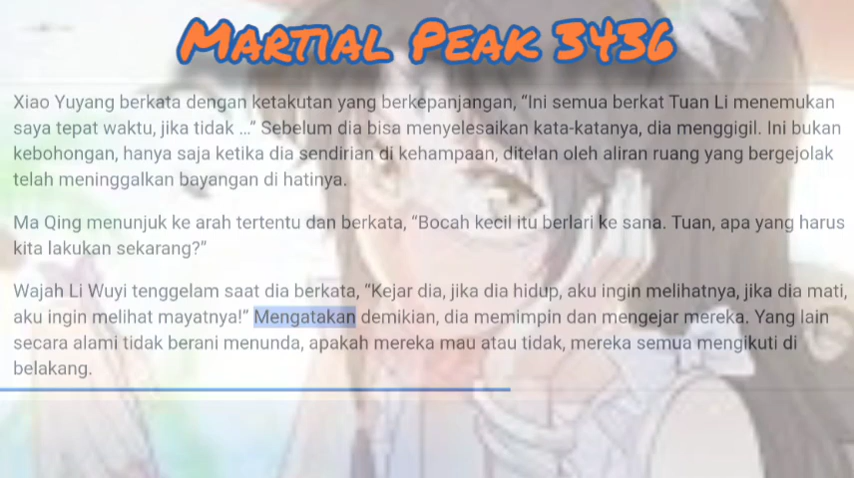 MARTIAL PEAK 3436
Xiao Yuyang berkata dengan ketakutan yang berkepanjangan, “Ini semua berkat Tuan Li menemukan
saya tepat waktu, jika tidak ...” Sebelum dia bisa menyelesaikan kata-katanya, dia menggigil. Ini bukan
kebohongan, hanya saja ketika dia sendirian di kehampaan, ditelan oleh aliran ruang yang bergejolak
telah meninggalkan bayangan di hatinya.
Ma Qing menunjuk ke arah tertentu dan berkata, “Bocah kecil itu berlari ke sana. Tuan, apa yang harus
kita lakukan sekarang?”
Wajah Li Wuyi tenggelam saat dia berkata, “Kejar dia, jika dia hidup, aku ingin melihatnya, jika dia mati,
aku ingin melihat mayatnya!” Mengatakan demikian, dia memimpin dan mengejar mereka. Yang lain
secara alami tidak berani menunda, apakah mereka mau atau tidak, mereka semua mengikuti di
belakang.